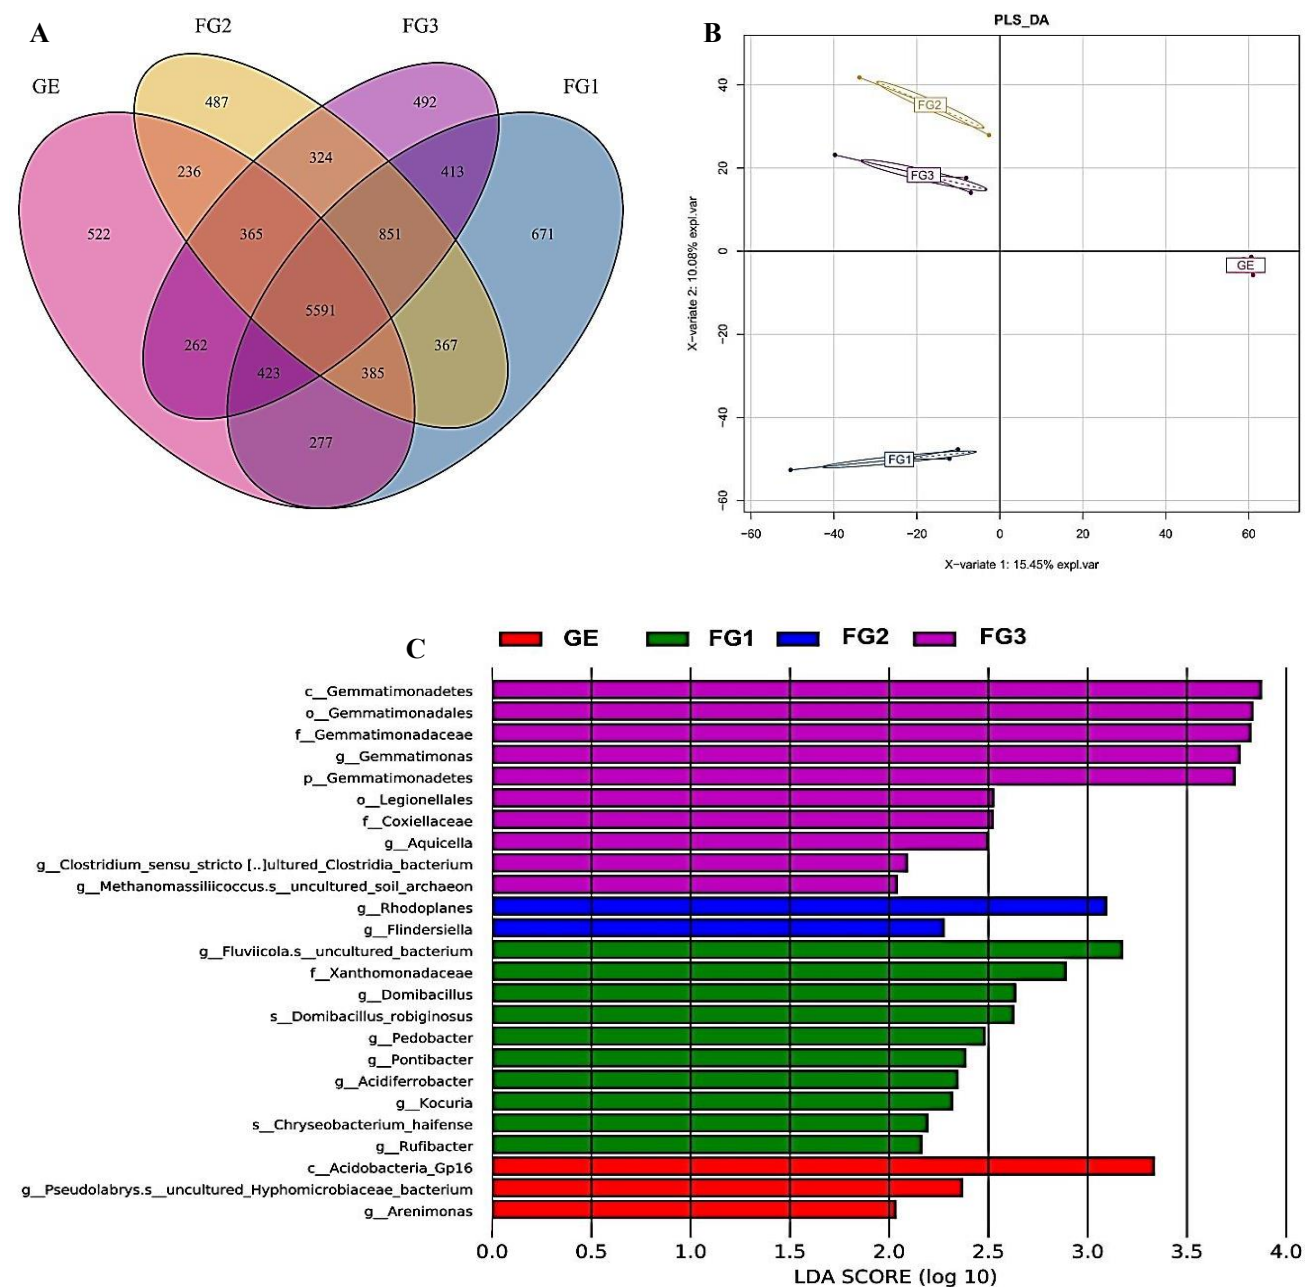 A
FG2
FG3
GE
FG1
487
492
236
324
413
522
365
851
671
5591
262
367
423
385
277
B
PLS_DA
X−variate 2: 10.08% expl.var
40
20
0
−20
−40
−60
FG2
FG3
GE
FG1
−60
−40
−20
0
20
40
60
X−variate 1: 15.45% expl.var
C
GE
FG1
FG2
FG3
c__Gemmatimonadetes
o__Gemmatimonadales
f__Gemmatimonadaceae
g__Gemmatimonas
p__Gemmatimonadetes
o__Legionellales
f__Coxiellaceae
g__Aquicella
g__Clostridium_sensu_stricto [..]ultured_Clostridia_bacterium
g__Methanomassiliicoccus.s__uncultured_soil_archaeon
g__Rhodoplanes
g__Flindersiella
g__Fluviicola.s__uncultured_bacterium
f__Xanthomonadaceae
g__Domibacillus
s__Domibacillus_robiginosus
g__Pedobacter
g__Pontibacter
g__Acidiferrobacter
g__Kocuria
s__Chryseobacterium_haifense
g__Rufibacter
c__Acidobacteria_Gp16
g__Pseudolabrys.s__uncultured_Hyphomicrobiaceae_bacterium
g__Arenimonas
0.0
0.5
1.0
1.5
2.0
2.5
3.0
3.5
4.0
LDA SCORE (log 10)